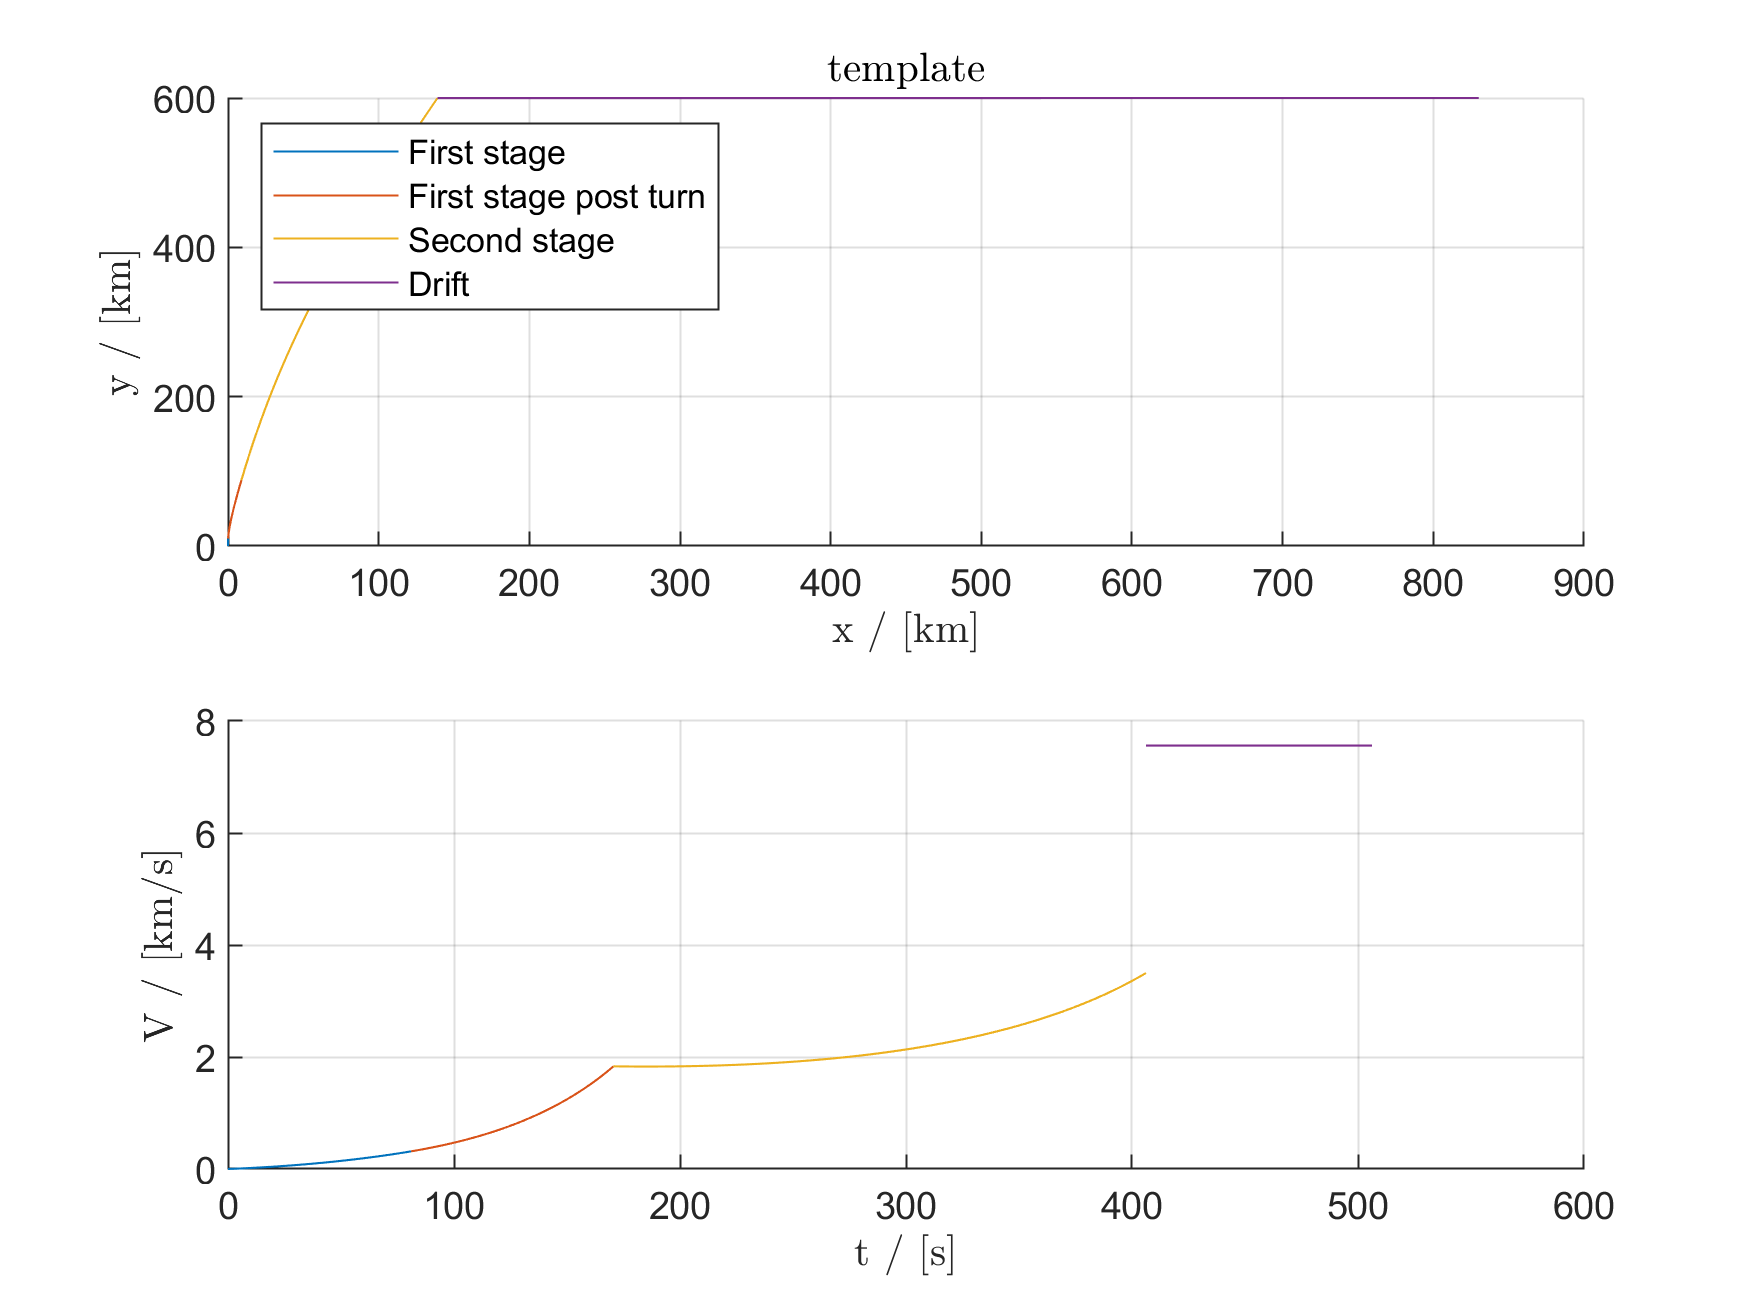 template
600
400
200
0
y / [km]
First stage
First stage post turn
Second stage
Drift
0 100 200 300 400 500 600 700 800 900
x / [km]
8
6
4
2
0
V / [km/s]
0 100 200 300 400 500 600
t / [s]